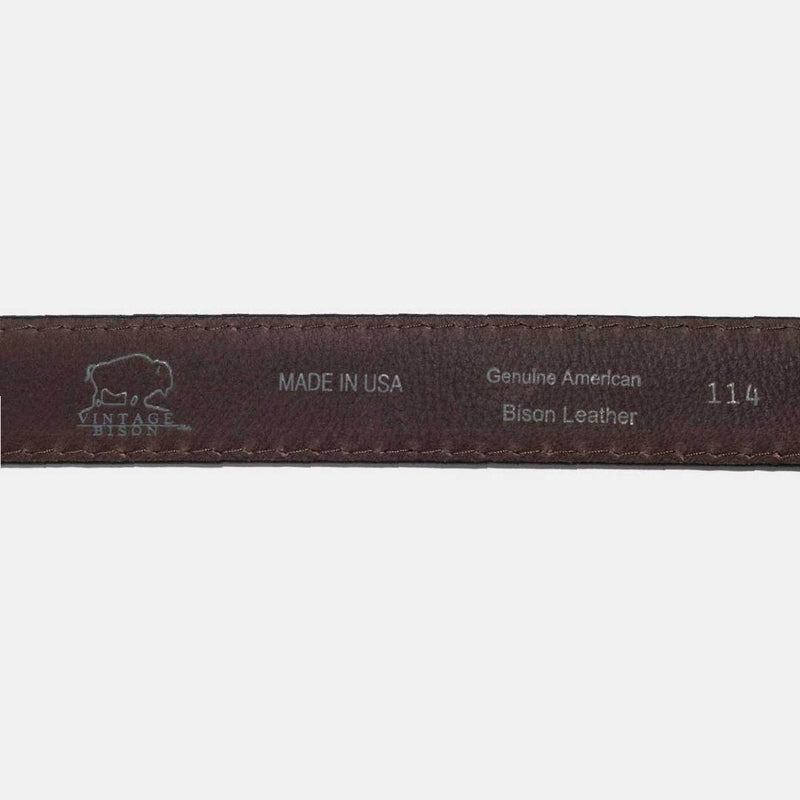 VINTAGE
BISON
MADE IN USA
Genuine American
Bison Leather
114